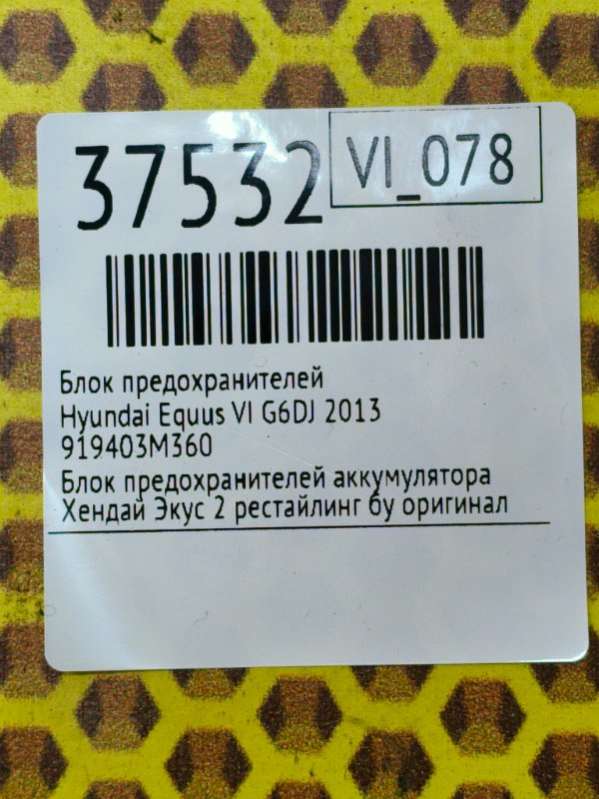 37532
VI_078
Блок предохранителей
Hyundai Equus VI G6DJ 2013
919403M360
Блок предохранителей аккумулятора
Хендай Экус 2 рестайлинг бу оригинал